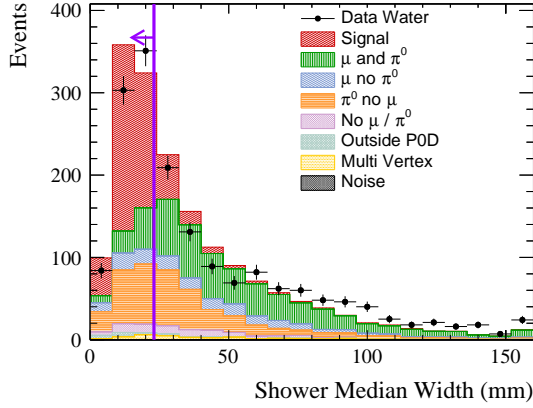 Events
400
300
200
100
0
0 50 100 150
Shower Median Width (mm)
Data Water
Signal
μ and π⁰
μ no π⁰
π⁰ no μ
No μ / π⁰
Outside P0D
Multi Vertex
Noise